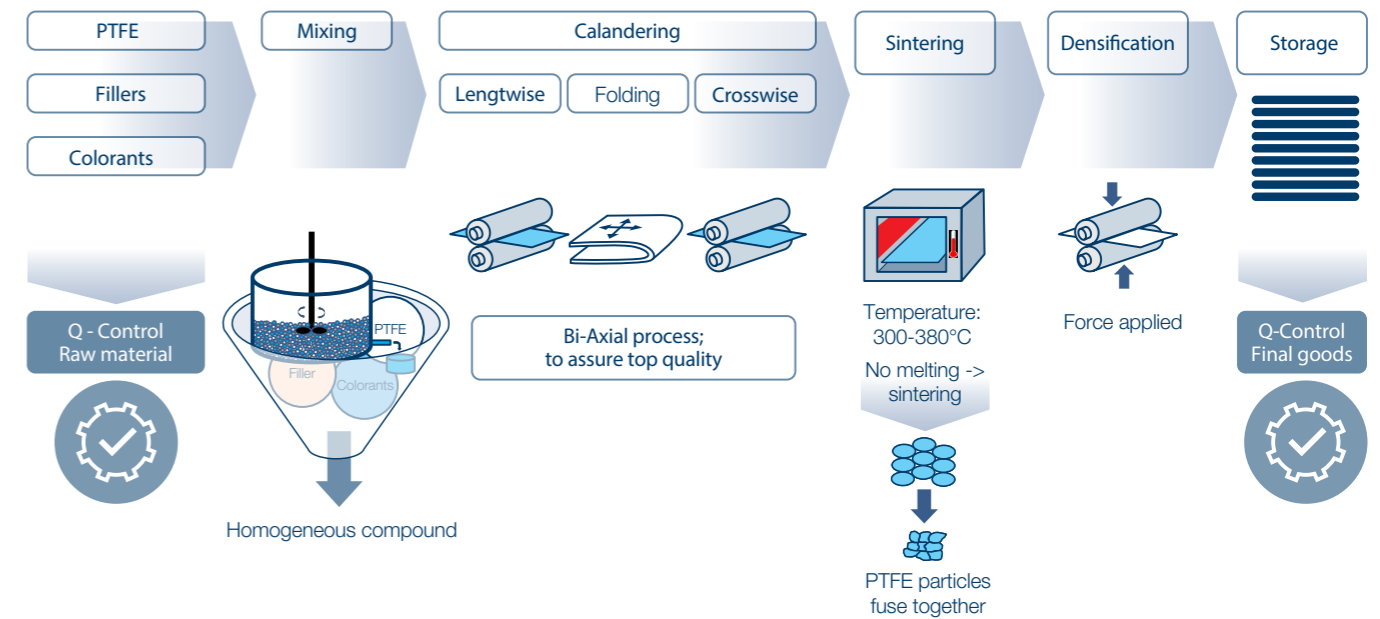 PTFE
Fillers
Colorants
Mixing
Calandering
Lengtwise
Folding
Crosswise
Sintering
Densification
Storage
Q - Control
Raw material
PTFE
Filler
Colorants
Homogeneous compound
Bi-Axial process;
to assure top quality
Temperature:
300-380°C
No melting ->
sintering
PTFE particles
fuse together
Force applied
Q-Control
Final goods